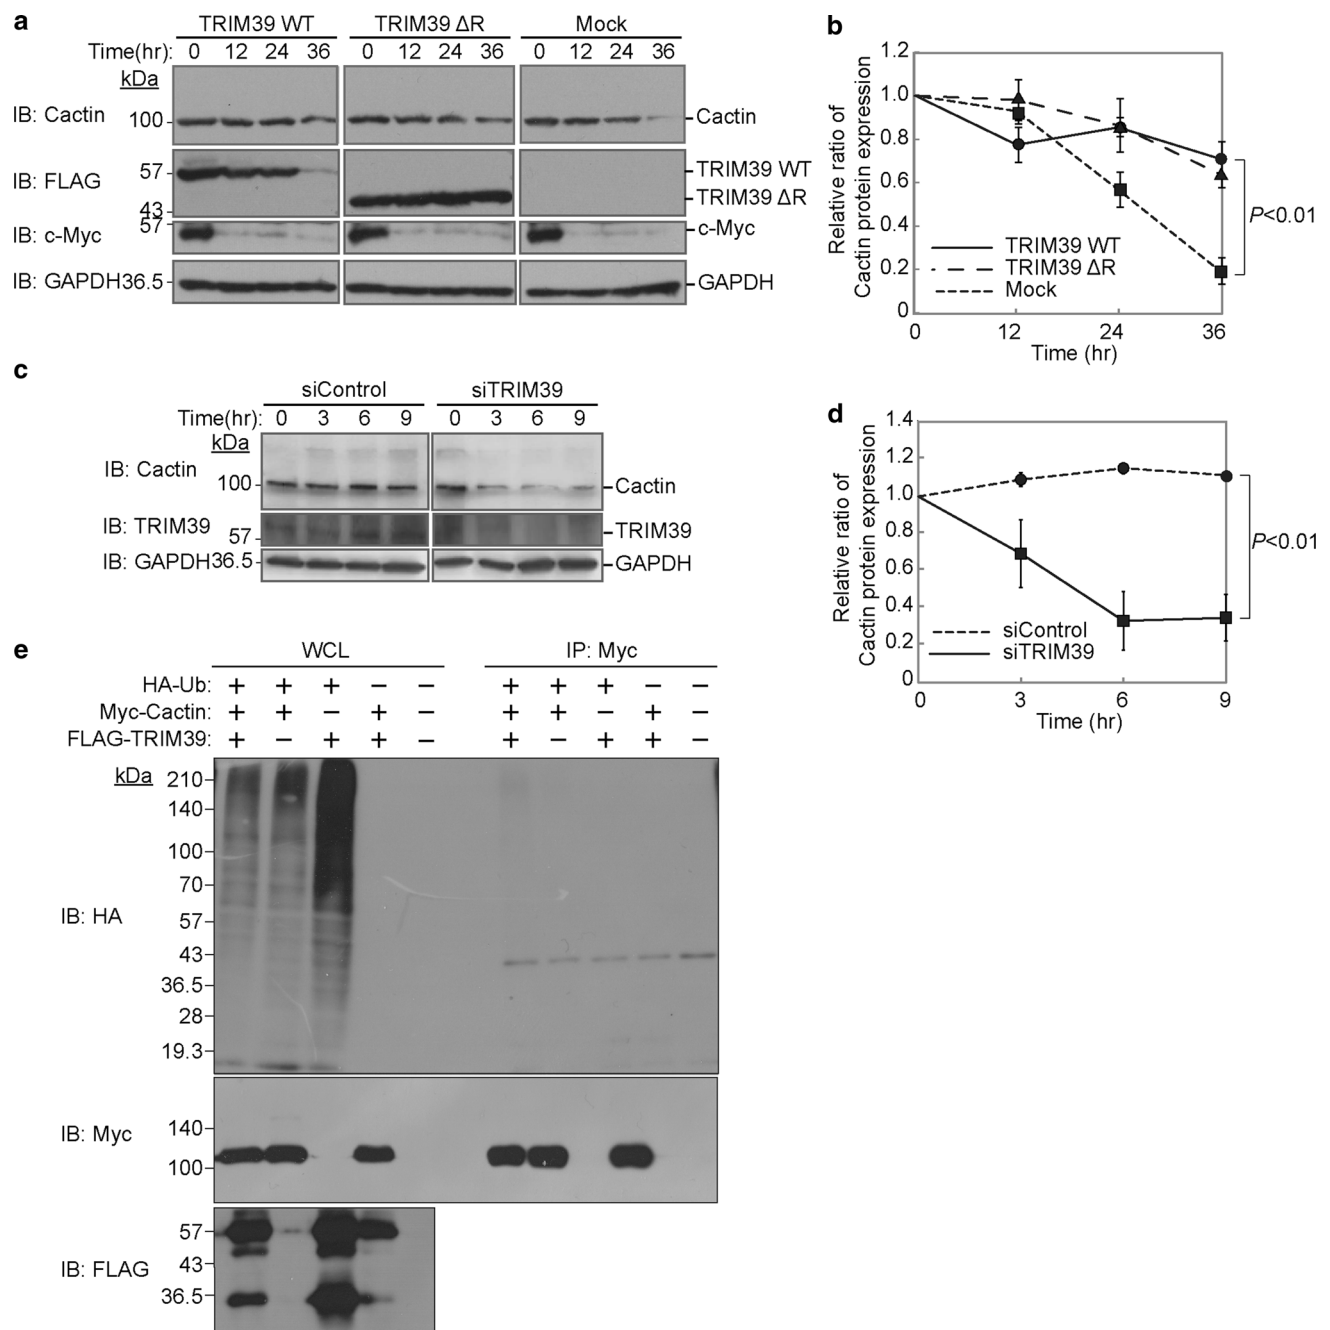 a
TRIM39 WT TRIM39 ΔR Mock
Time(hr): 0 12 24 36 0 12 24 36 0 12 24 36
kDa
IB: Cactin 100 Cactin
IB: FLAG 57 TRIM39 WT
43 TRIM39 ΔR
IB: c-Myc 57 c-Myc
IB: GAPDH 36.5 GAPDH
b
Relative ratio of
Cactin protein expression
1.2
1.0
0.8
0.6
0.4
0.2
0
TRIM39 WT
TRIM39 ΔR
Mock
P<0.01
0 12 24 36
Time (hr)
c
siControl siTRIM39
Time(hr): 0 3 6 9 0 3 6 9
kDa
IB: Cactin 100 Cactin
IB: TRIM39 57 TRIM39
IB: GAPDH 36.5 GAPDH
d
Relative ratio of
Cactin protein expression
1.4
1.2
1.0
0.8
0.6
0.4
0.2
0
siControl
siTRIM39
P<0.01
0 3 6 9
Time (hr)
e
WCL IP: Myc
HA-Ub: + + + − − + + + − −
Myc-Cactin: + + − + − + + − + −
FLAG-TRIM39: + − + + − + − + + −
kDa
IB: HA
210
140
100
70
57
43
36.5
28
19.3
IB: Myc
140
100
IB: FLAG
57
43
36.5